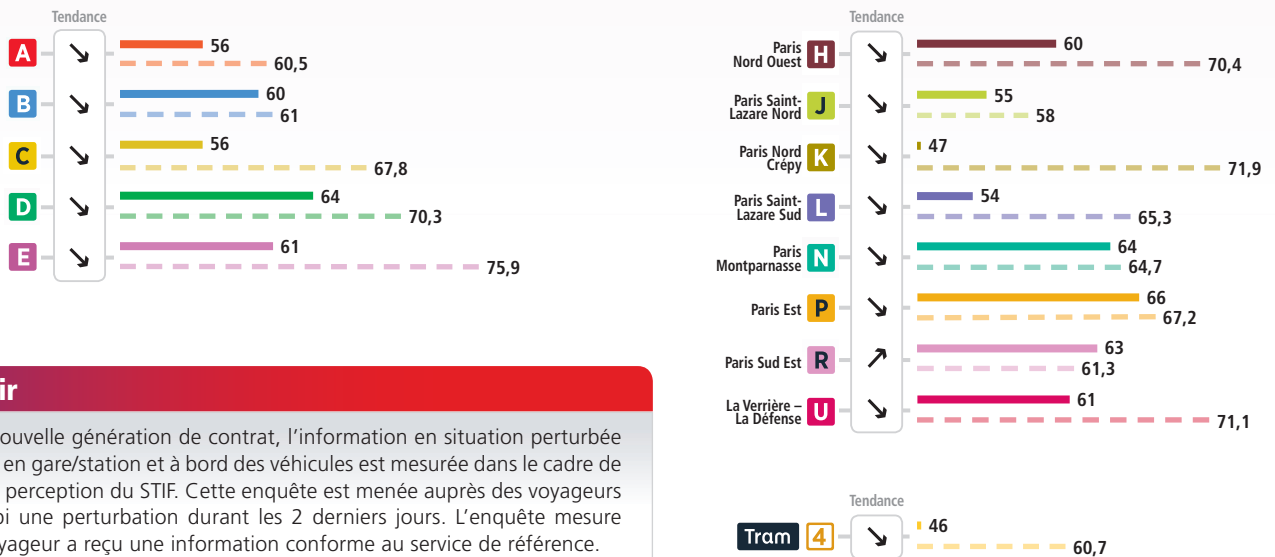 Tendance
A 56
60,5
B 60
61
C 56
67,8
D 64
70,3
E 61
75,9
Tendance
Paris
Nord Ouest H 60
70,4
Paris Saint-
Lazare Nord J 55
58
Paris Nord
Crépy K 47
71,9
Paris Saint-
Lazare Sud L 54
65,3
Paris
Montparnasse N 64
64,7
Paris Est P 66
67,2
Paris Sud Est R 63
61,3
La Verrière –
La Défense U 61
71,1
ir
ouvelle génération de contrat, l’information en situation perturbée
en gare/station et à bord des véhicules est mesurée dans le cadre de
perception du STIF. Cette enquête est menée auprès des voyageurs
bi une perturbation durant les 2 derniers jours. L’enquête mesure
yageur a reçu une information conforme au service de référence.
Tendance
Tram 4 46
60,7